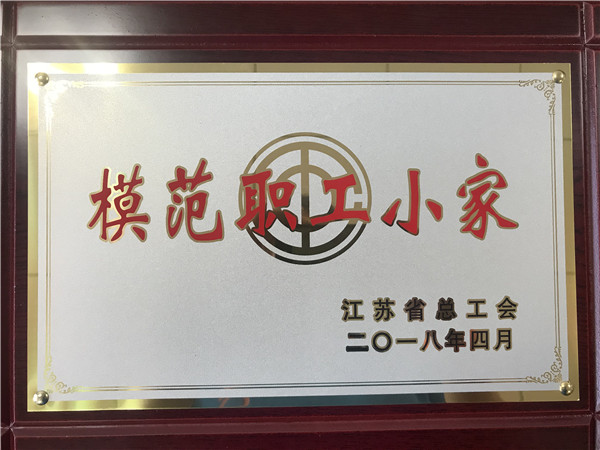 模范职工小家
江苏省总工会
二〇一八年四月